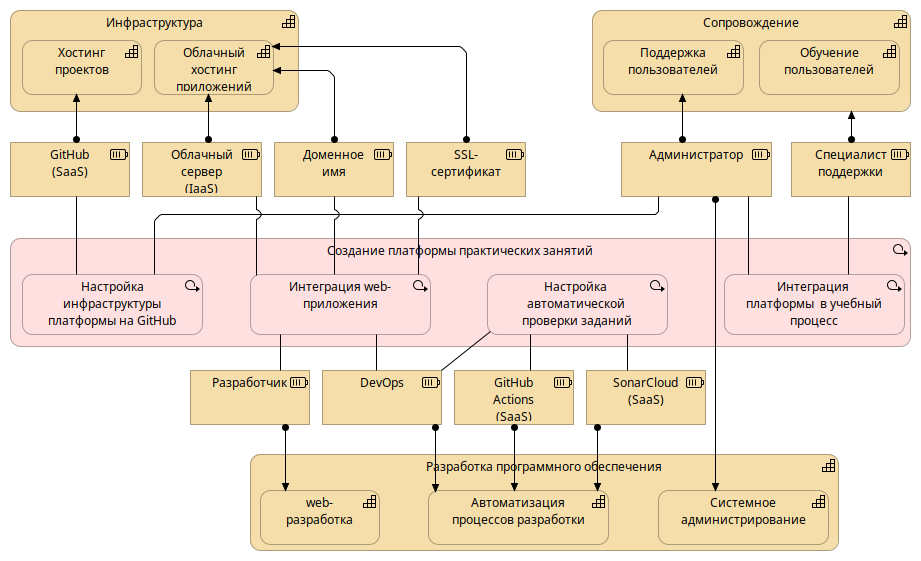 Инфраструктура
Сопровождение
Хостинг
проектов
Облачный
хостинг
приложений
Поддержка
пользователей
Обучение
пользователей
GitHub
(SaaS)
Облачный
сервер
(IaaS)
Доменное
имя
SSL-
сертификат
Администратор
Специалист
поддержки
Создание платформы практических занятий
Настройка
инфраструктуры
платформы на GitHub
Интеграция web-
приложения
Настройка
автоматической
проверки заданий
Интеграция
платформы  в учебный
процесс
Разработчик
DevOps
GitHub
Actions
(SaaS)
SonarCloud
(SaaS)
Разработка программного обеспечения
web-
разработка
Автоматизация
процессов разработки
Системное
администрирование